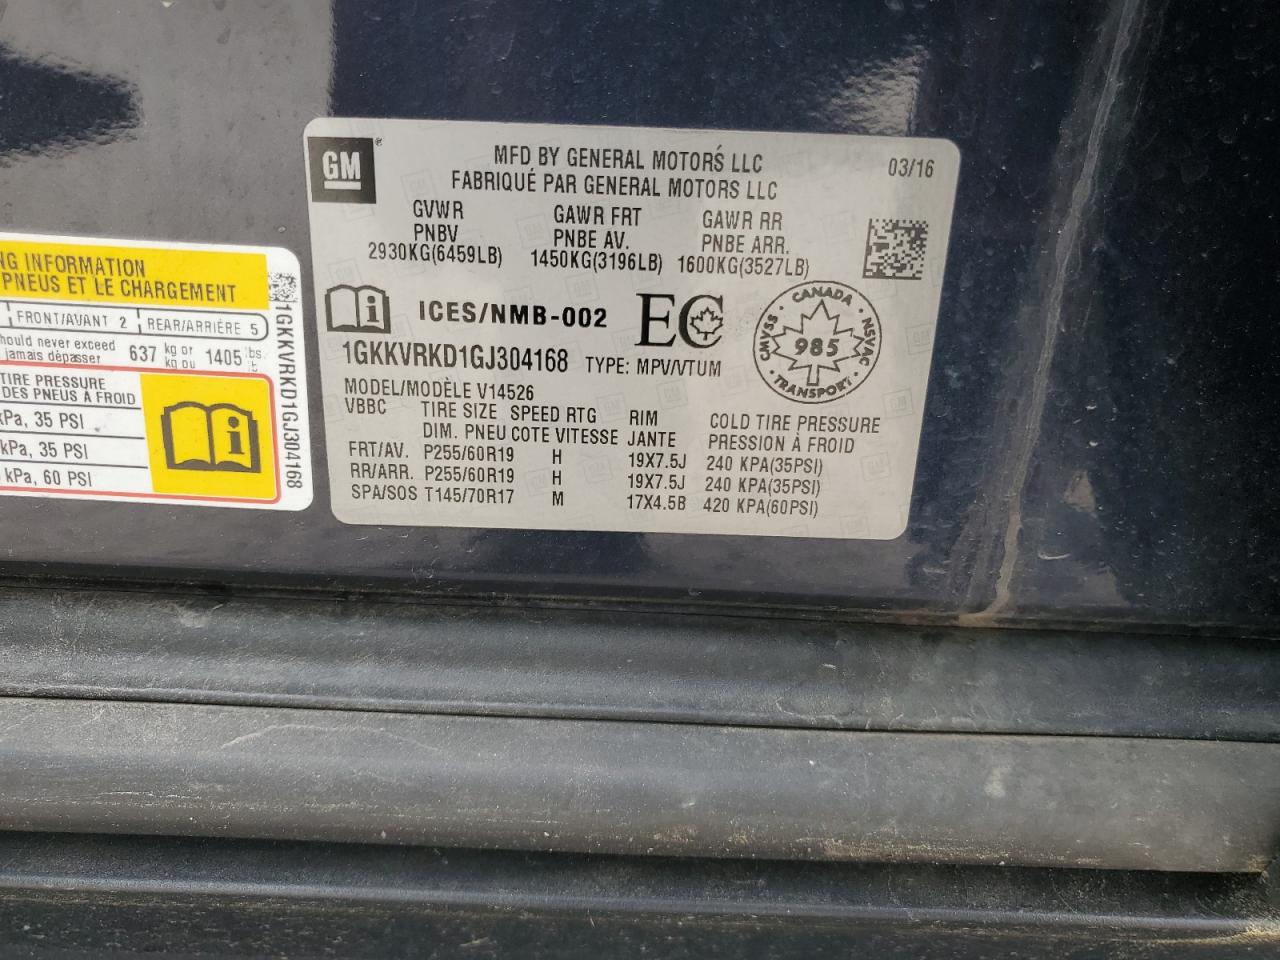 NG INFORMATION
PNEUS ET LE CHARGEMENT
FRONT/AVANT 2 REAR/ARRIÈRE 5
ould never exceed
jamais dépasser 637 kg or kg ou 1405 lbs. lb.
TIRE PRESSURE
DES PNEUS À FROID
kPa, 35 PSI
kPa, 35 PSI
kPa, 60 PSI
1GKKVRKD1GJ304168
GM®
MFD BY GENERAL MOTORS LLC 03/16
FABRIQUÉ PAR GENERAL MOTORS LLC
GVWR GAWR FRT GAWR RR
PNBV PNBE AV. PNBE ARR.
2930KG(6459LB) 1450KG(3196LB) 1600KG(3527LB)
ICES/NMB-002 EC
CANADA
CMVSS 985 NSVAC
TRANSPORT
1GKKVRKD1GJ304168 TYPE: MPV/VTUM
MODEL/MODÈLE V14526
VBBC TIRE SIZE SPEED RTG RIM COLD TIRE PRESSURE
DIM. PNEU COTE VITESSE JANTE PRESSION À FROID
FRT/AV. P255/60R19 H 19X7.5J 240 KPA(35PSI)
RR/ARR. P255/60R19 H 19X7.5J 240 KPA(35PSI)
SPA/SOS T145/70R17 M 17X4.5B 420 KPA(60PSI)